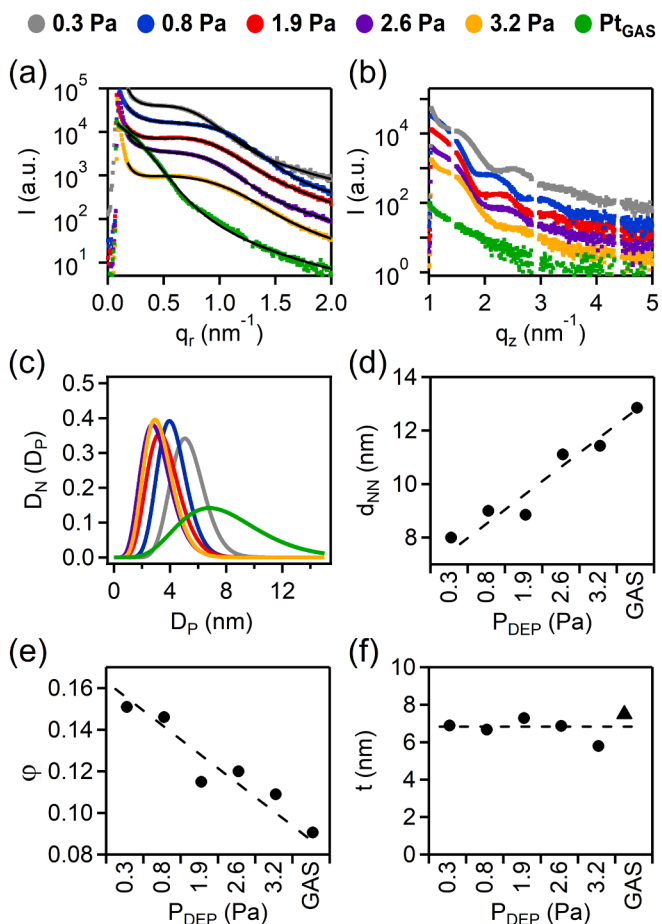 0.3 Pa 0.8 Pa 1.9 Pa 2.6 Pa 3.2 Pa Pt_GAS
(a) (b)
10^5
10^4
10^3
10^2
10^1
I (a.u.)
0.0 0.5 1.0 1.5 2.0
q_r (nm^-1)
10^4
10^2
10^0
I (a.u.)
1 2 3 4 5
q_z (nm^-1)
(c) (d)
0.5
0.4
0.3
0.2
0.1
0.0
D_N (D_P)
0 4 8 12
D_P (nm)
14
12
10
8
d_NN (nm)
0.3 0.8 1.9 2.6 3.2 GAS
P_DEP (Pa)
(e) (f)
0.16
0.12
0.08
φ
0.3 0.8 1.9 2.6 3.2 GAS
P_DEP (Pa)
10
8
6
4
2
0
t (nm)
0.3 0.8 1.9 2.6 3.2 GAS
P_DEP (Pa)